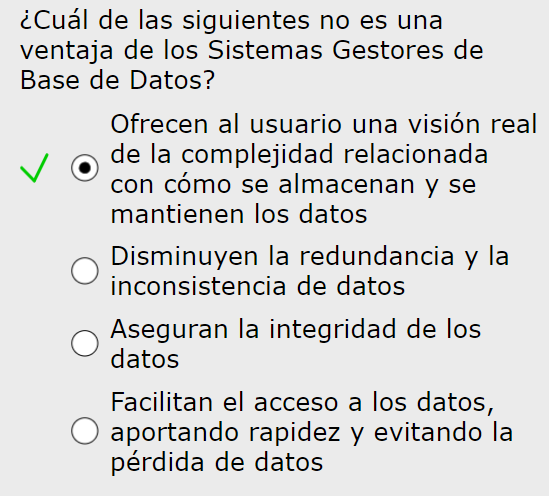 ¿Cuál de las siguientes no es una
ventaja de los Sistemas Gestores de
Base de Datos?
Ofrecen al usuario una visión real
de la complejidad relacionada
con cómo se almacenan y se
mantienen los datos
Disminuyen la redundancia y la
inconsistencia de datos
Aseguran la integridad de los
datos
Facilitan el acceso a los datos,
aportando rapidez y evitando la
pérdida de datos